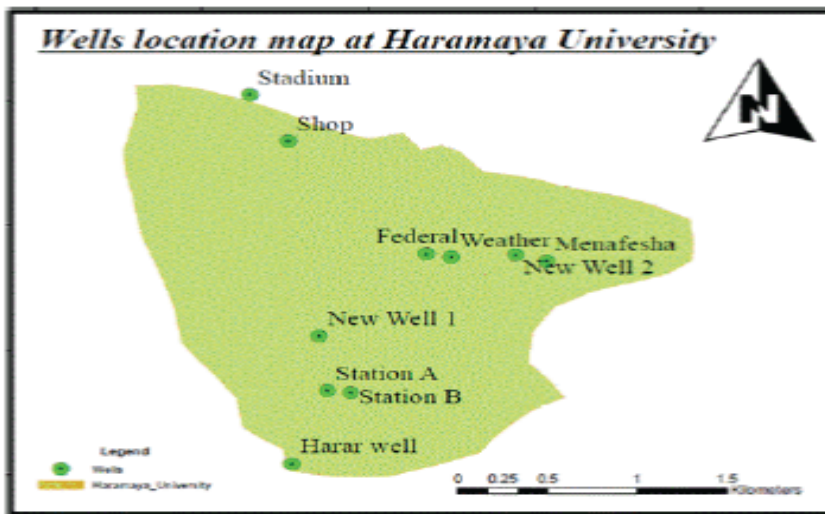 Wells location map at Haramaya University
N
Stadium
Shop
Federal Weather Menafesha
New Well 2
New Well 1
Station A
Station B
Harar well
Legend
Wells
Haramaya_University
0 0.25 0.5 1 1.5
Kilometers